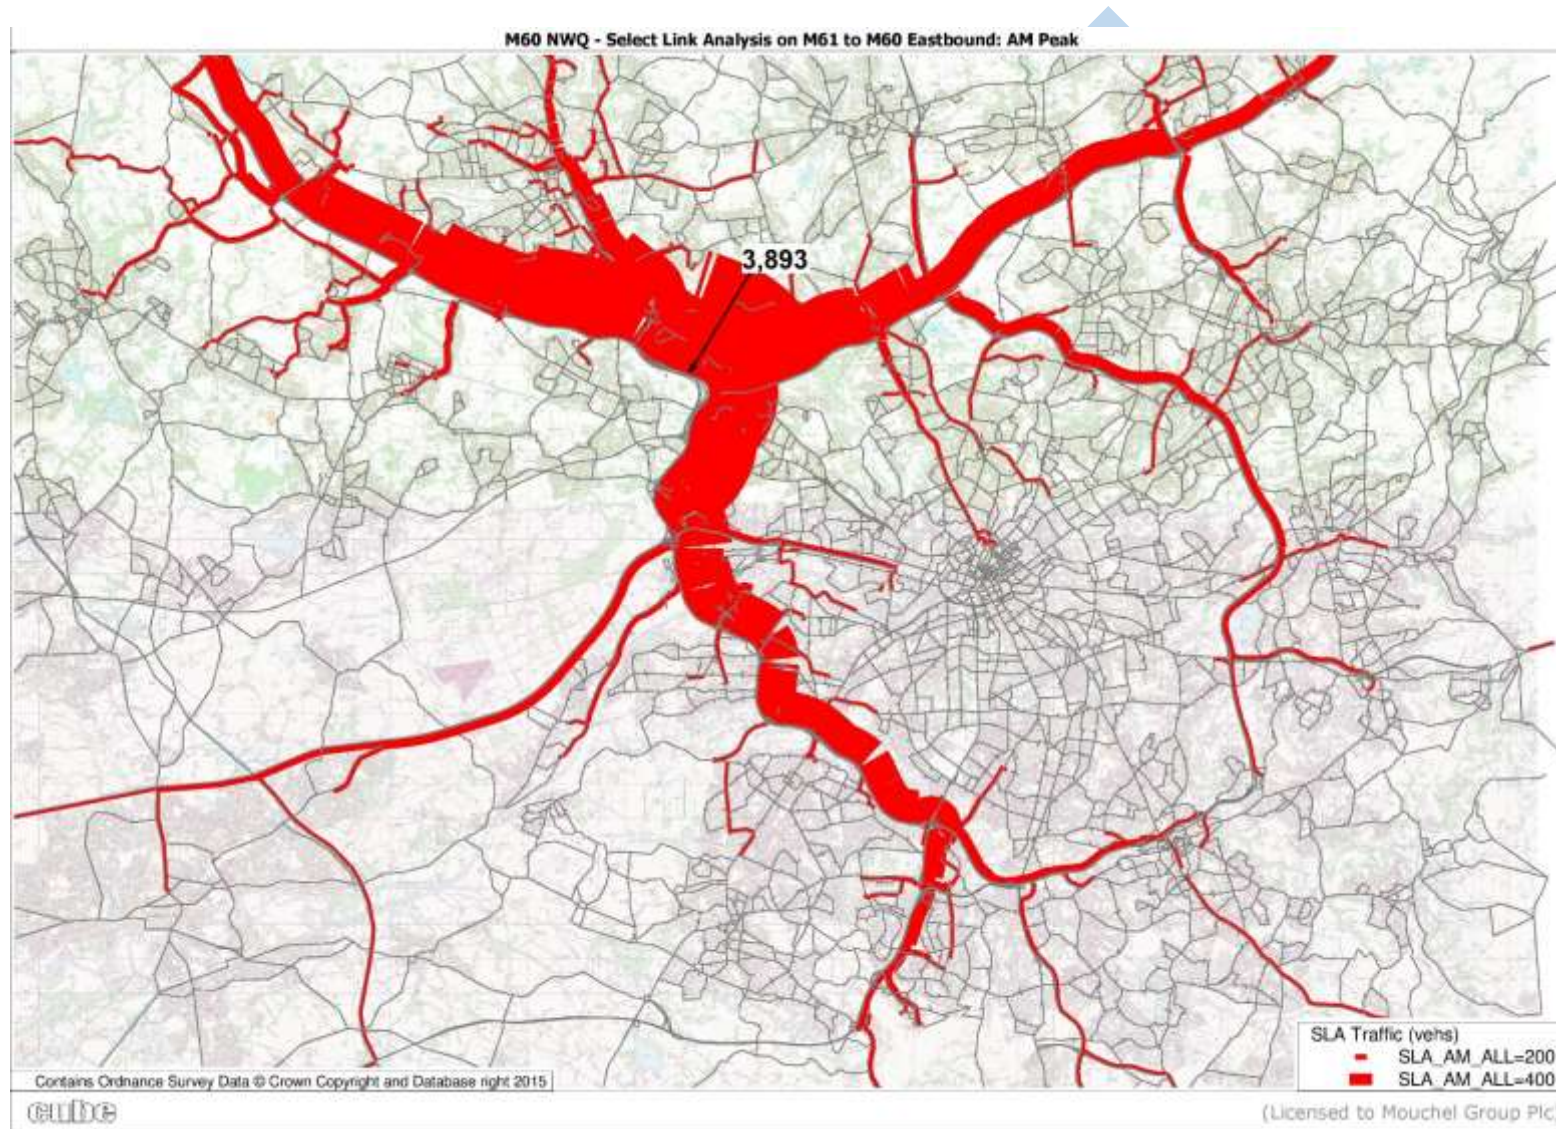 M60 NWQ - Select Link Analysis on M61 to M60 Eastbound: AM Peak
3,893
SLA Traffic (vehs)
SLA_AM_ALL=200
SLA_AM_ALL=400
Contains Ordnance Survey Data © Crown Copyright and Database right 2015
cube
(Licensed to Mouchel Group Plc)